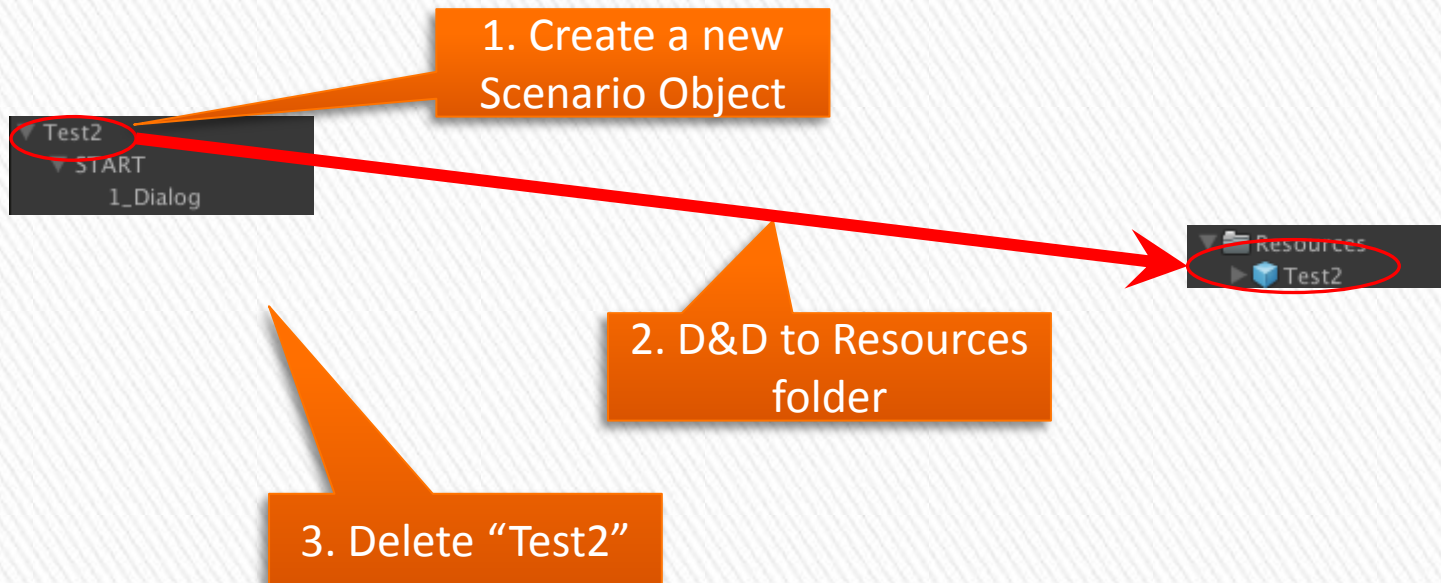 1. Create a new
Scenario Object
Test2
START
1_Dialog
Resources
Test2
2. D&D to Resources
folder
3. Delete “Test2”